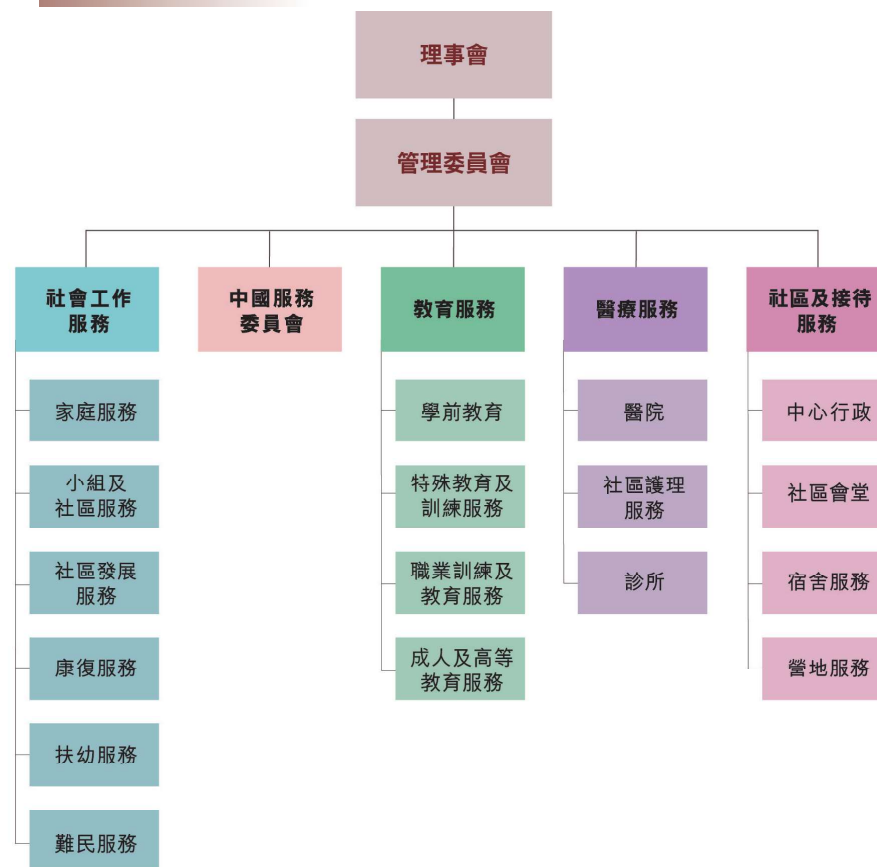 理事會
管理委員會
社會工作
服務
家庭服務
小組及
社區服務
社區發展
服務
康復服務
扶幼服務
難民服務
中國服務
委員會
教育服務
學前教育
特殊教育及
訓練服務
職業訓練及
教育服務
成人及高等
教育服務
醫療服務
醫院
社區護理
服務
診所
社區及接待
服務
中心行政
社區會堂
宿舍服務
營地服務